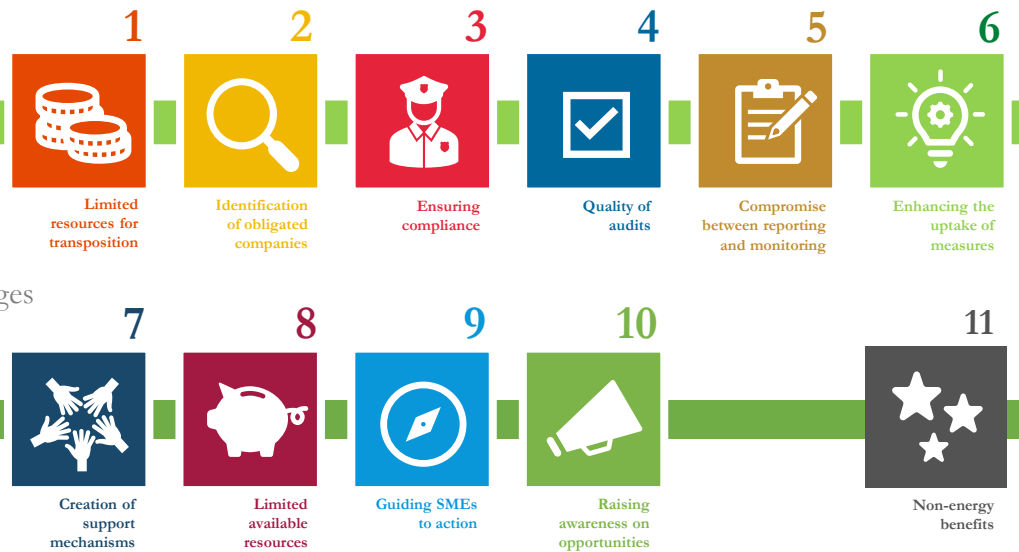 1
2
3
4
5
6
Limited
resources for
transposition
Identification
of obligated
companies
Ensuring
compliance
Quality of
audits
Compromise
between reporting
and monitoring
Enhancing the
uptake of
measures
ges
7
8
9
10
11
Creation of
support
mechanisms
Limited
available
resources
Guiding SMEs
to action
Raising
awareness on
opportunities
Non-energy
benefits